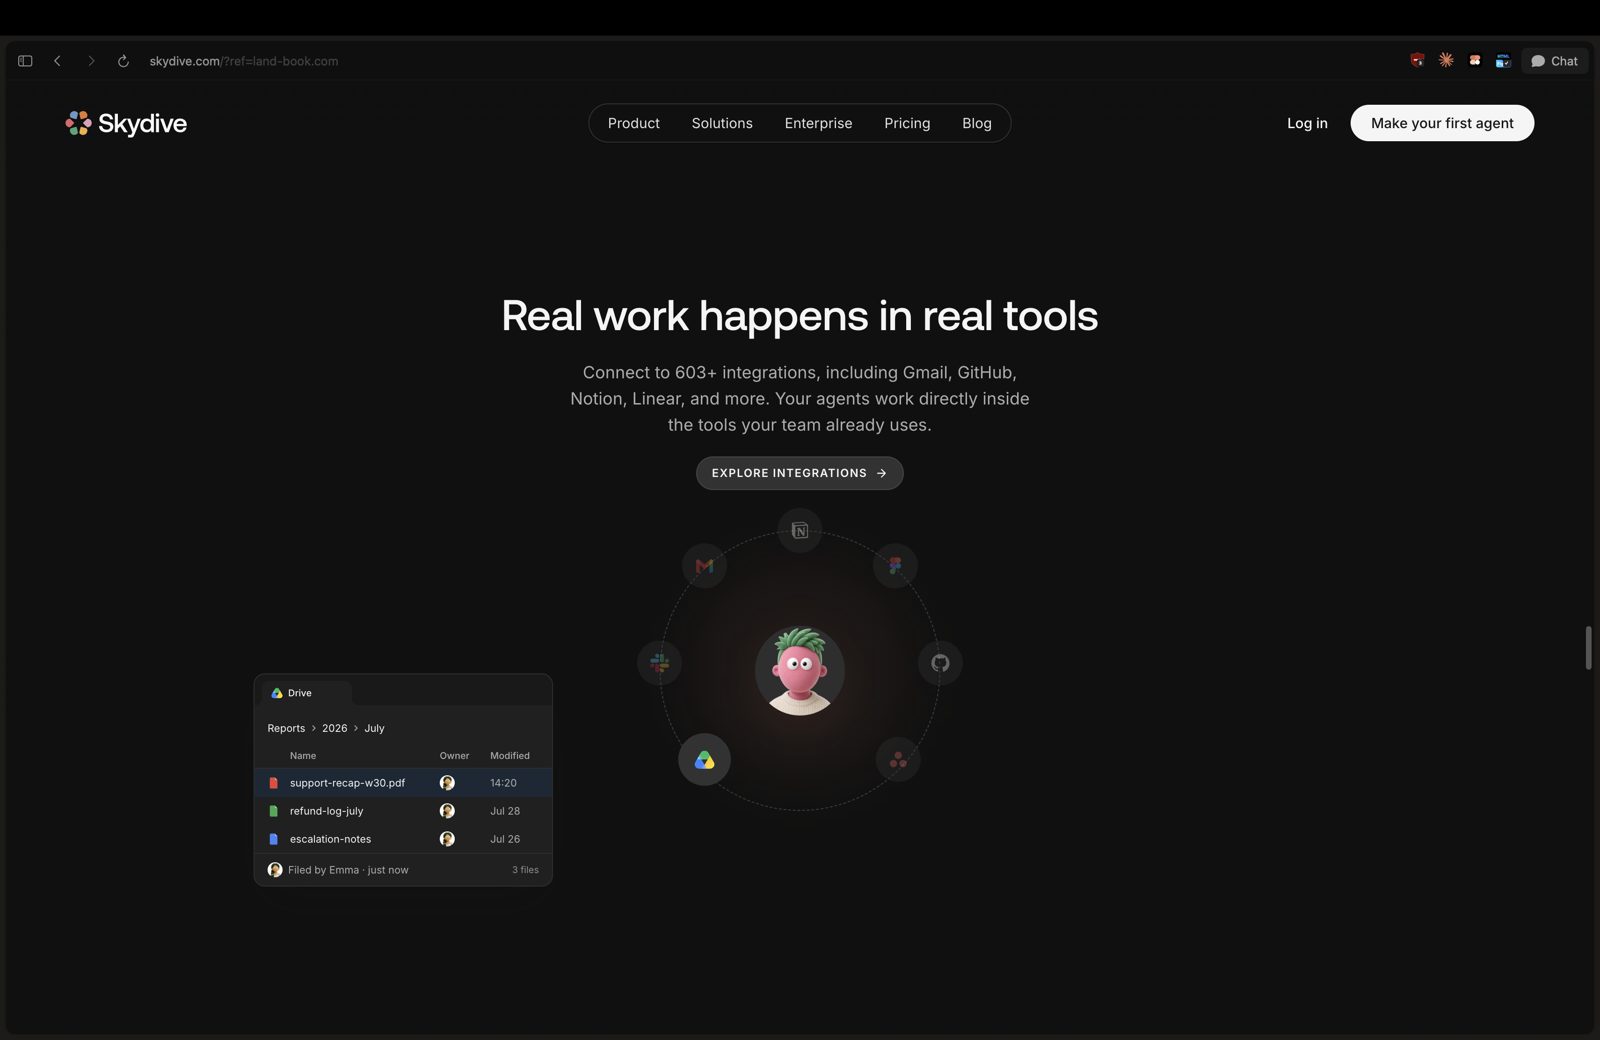 skydive.com/?ref=land-book.com
Chat
Skydive
Product Solutions Enterprise Pricing Blog
Log in
Make your first agent
Real work happens in real tools
Connect to 603+ integrations, including Gmail, GitHub,
Notion, Linear, and more. Your agents work directly inside
the tools your team already uses.
EXPLORE INTEGRATIONS →
Drive
Reports > 2026 > July
Name Owner Modified
support-recap-w30.pdf 14:20
refund-log-july Jul 28
escalation-notes Jul 26
Filed by Emma · just now 3 files